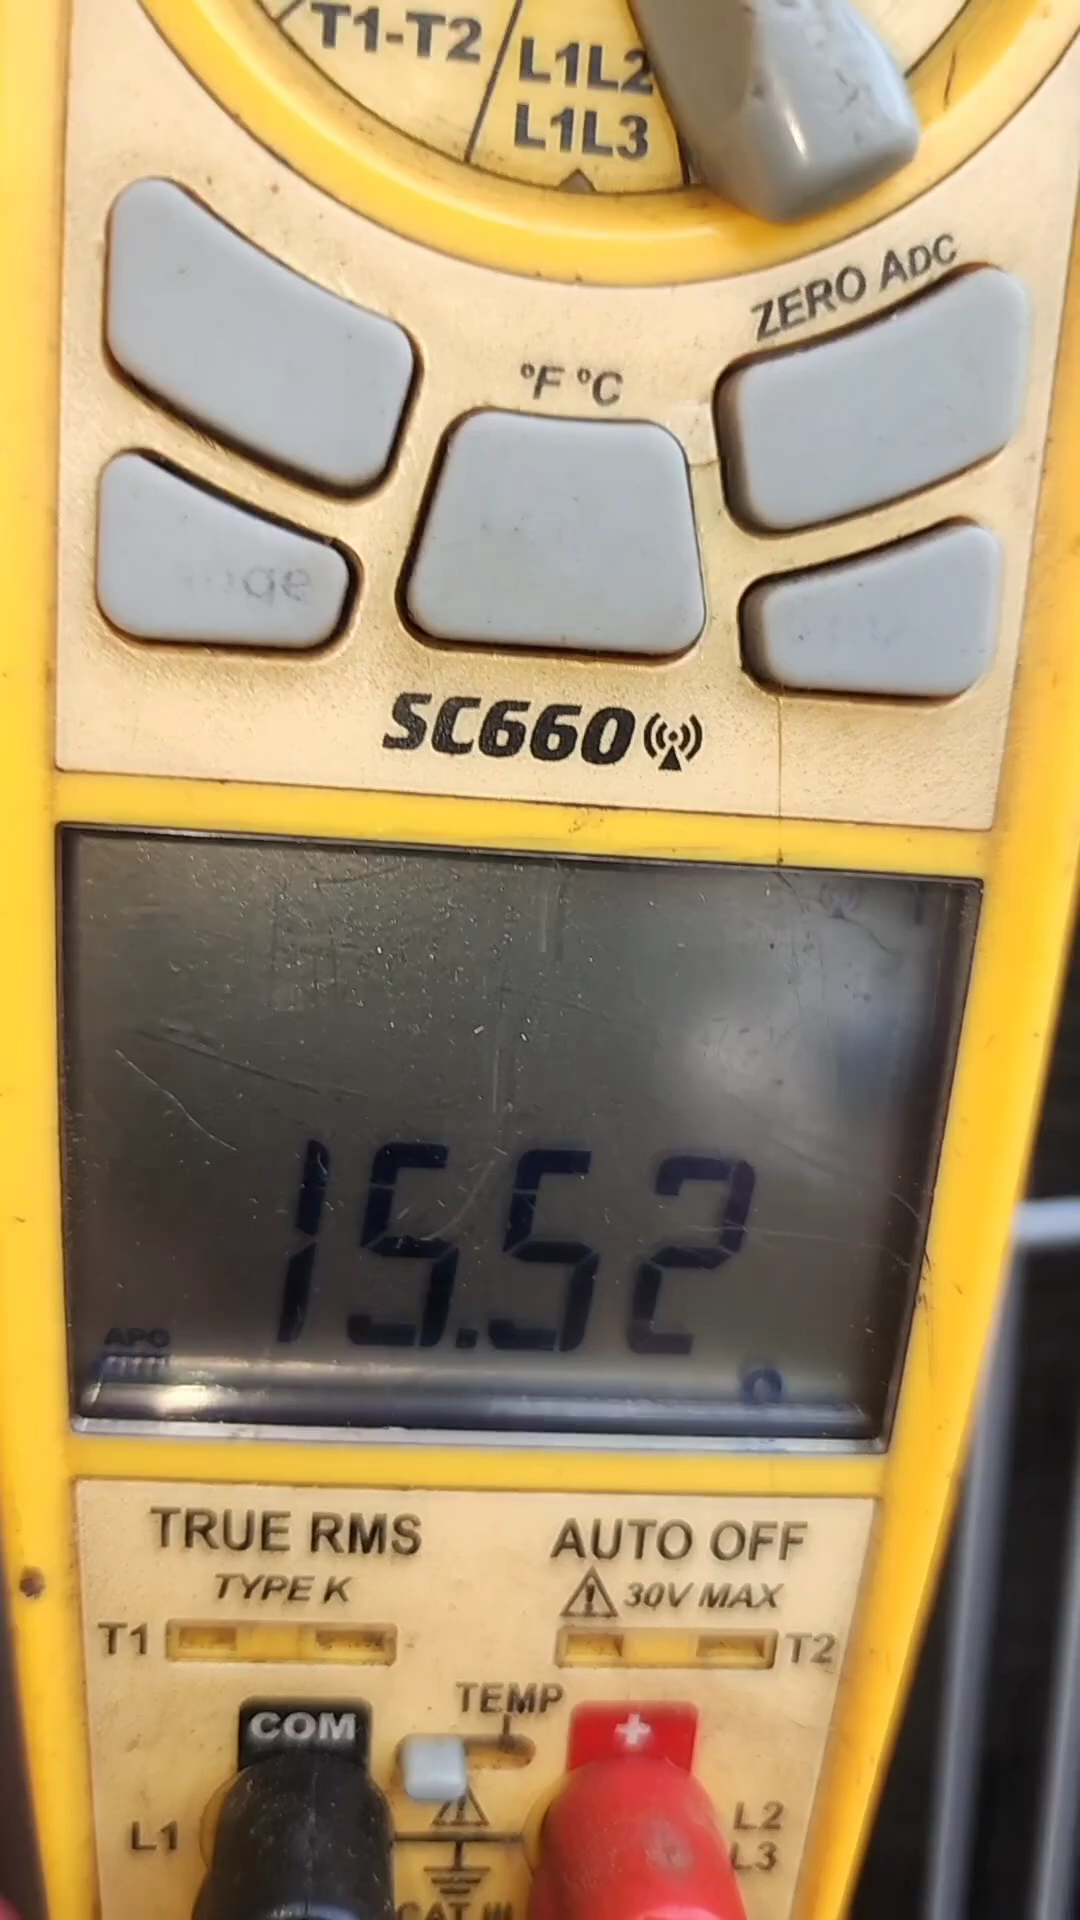 T1-T2
L1L2
L1L3
ZERO ADC
°F °C
SC660
15.52
APO
TRUE RMS
AUTO OFF
TYPE K
30V MAX
T1
T2
TEMP
COM
+
L1
L2
L3
CAT III